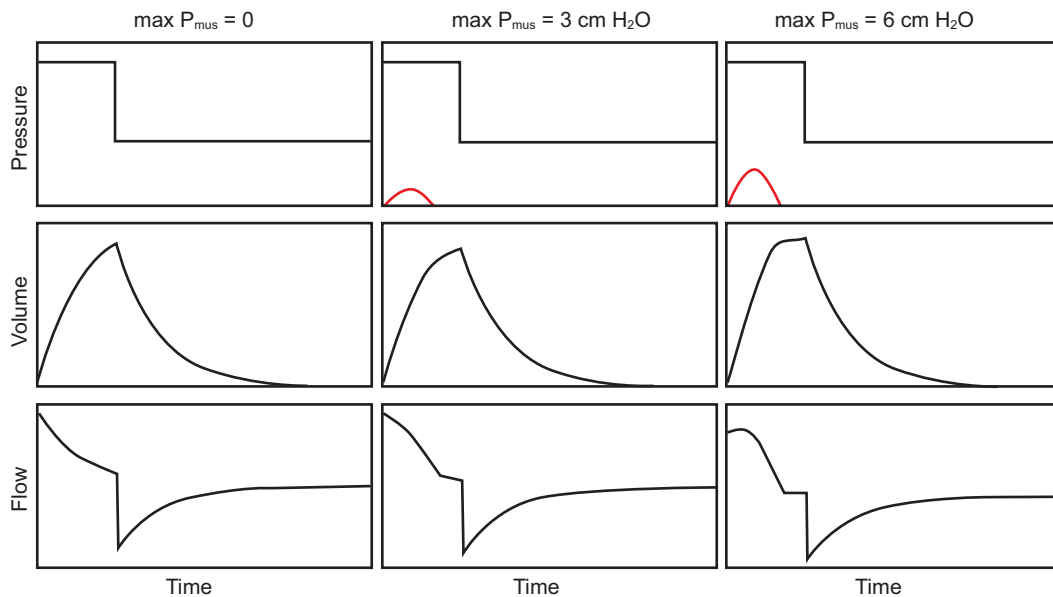 max Pmus = 0
max Pmus = 3 cm H2O
max Pmus = 6 cm H2O
Pressure
Volume
Flow
Time
Time
Time